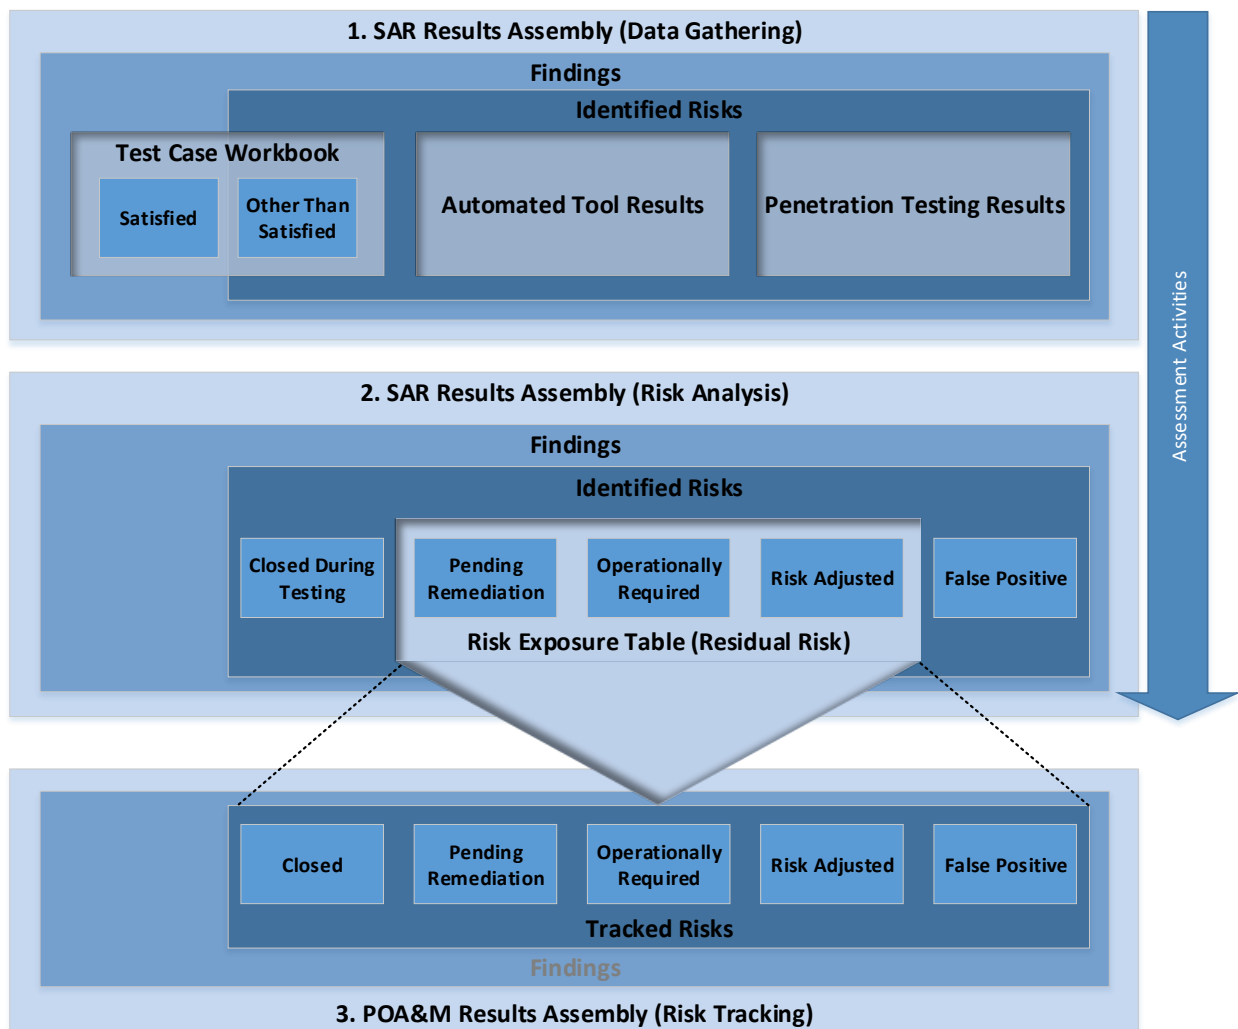 1. SAR Results Assembly (Data Gathering)
Findings
Identified Risks
Test Case Workbook
Satisfied
Other Than
Satisfied
Automated Tool Results
Penetration Testing Results
Assessment Activities
2. SAR Results Assembly (Risk Analysis)
Findings
Identified Risks
Closed During
Testing
Pending
Remediation
Operationally
Required
Risk Adjusted
False Positive
Risk Exposure Table (Residual Risk)
Closed
Pending
Remediation
Operationally
Required
Risk Adjusted
False Positive
Tracked Risks
Findings
3. POA&M Results Assembly (Risk Tracking)